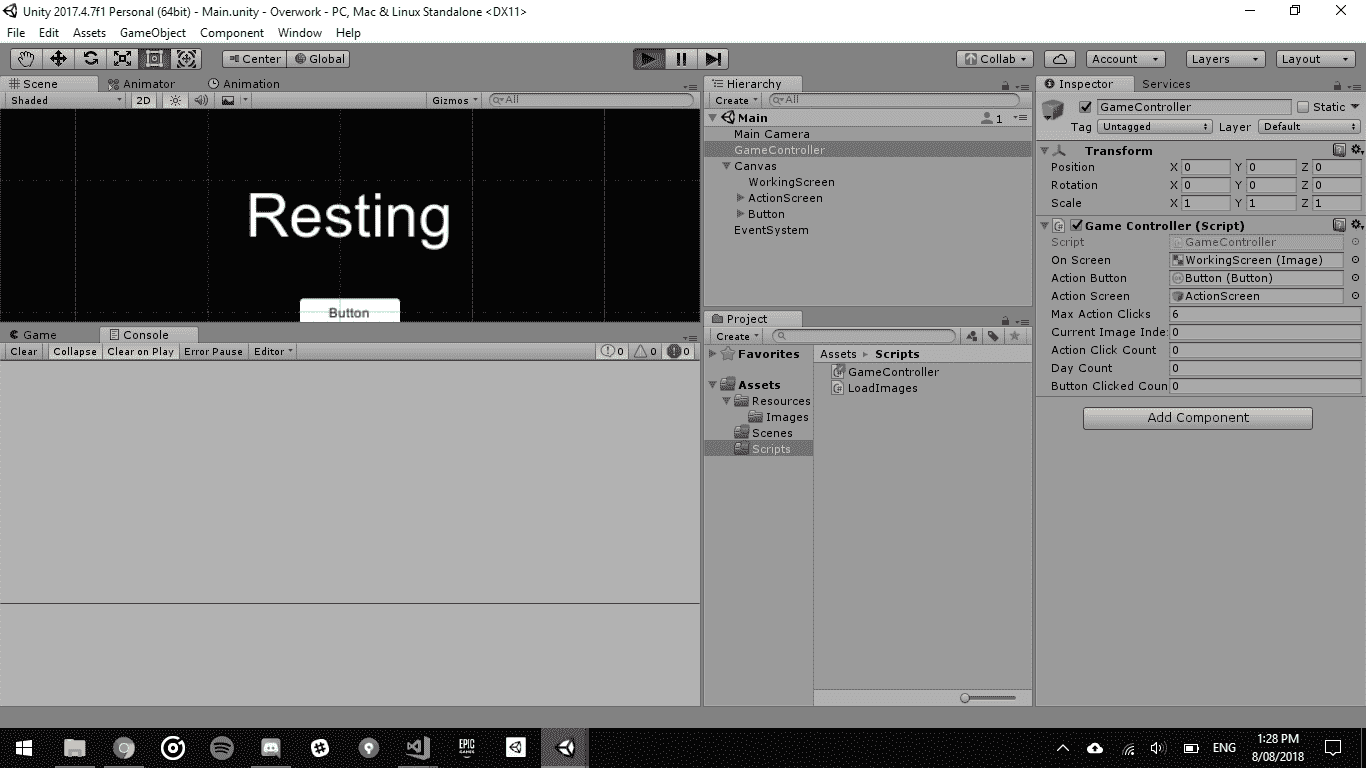 Unity 2017.4.7f1 Personal (64bit) - Main.unity - Overwork - PC, Mac & Linux Standalone <DX11>
File Edit Assets GameObject Component Window Help
Center Global Collab Account Layers Layout
Scene Animator Animation
Shaded 2D Gizmos All
Resting
Button
Game Console
Clear Collapse Clear on Play Error Pause Editor 0 0 0
Hierarchy
Create All
Main 1
Main Camera
GameController
Canvas
WorkingScreen
ActionScreen
Button
EventSystem
Project
Create
Favorites
Assets
Resources
Images
Scenes
Scripts
Assets Scripts
GameController
LoadImages
Inspector Services
GameController Static
Tag Untagged Layer Default
Transform
Position X 0 Y 0 Z 0
Rotation X 0 Y 0 Z 0
Scale X 1 Y 1 Z 1
Game Controller (Script)
Script GameController
On Screen WorkingScreen (Image)
Action Button Button (Button)
Action Screen ActionScreen
Max Action Clicks 6
Current Image Inde 0
Action Click Count 0
Day Count 0
Button Clicked Coun 0
Add Component
EPIC GAMES
ENG
1:28 PM
8/08/2018